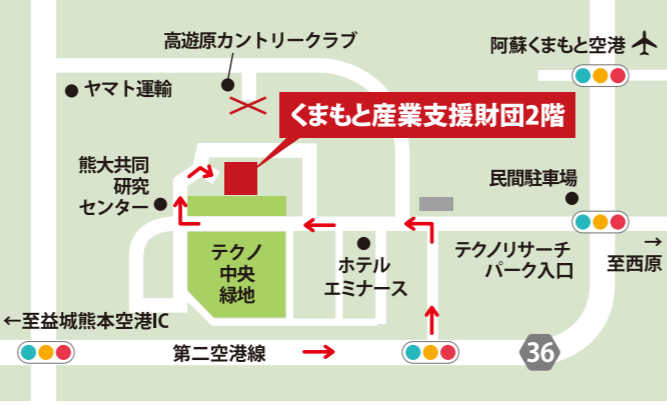 高遊原カントリークラブ
阿蘇くまもと空港
ヤマト運輸
くまもと産業支援財団2階
熊大共同
研究
センター
民間駐車場
テクノ
中央
緑地
ホテル
エミナース
テクノリサーチ
パーク入口
→
至西原
←至益城熊本空港IC
第二空港線
36